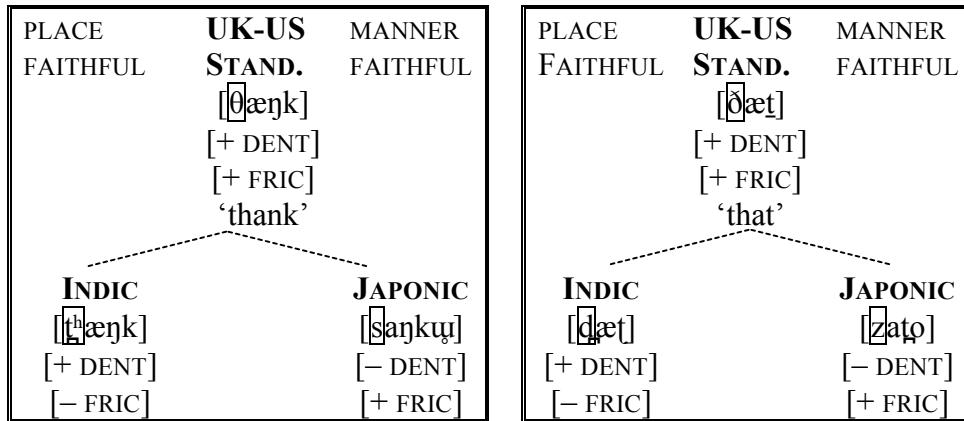 PLACE UK-US MANNER
FAITHFUL STAND. FAITHFUL
[θæŋk]
[+ DENT]
[+ FRIC]
‘thank’
INDIC JAPONIC
[t̪ʰæŋk] [saŋkɯ̥]
[+ DENT] [– DENT]
[– FRIC] [+ FRIC]
PLACE UK-US MANNER
FAITHFUL STAND. FAITHFUL
[ðæt̠]
[+ DENT]
[+ FRIC]
‘that’
INDIC JAPONIC
[d̪æʈ] [zat̪o̞]
[+ DENT] [– DENT]
[– FRIC] [+ FRIC]